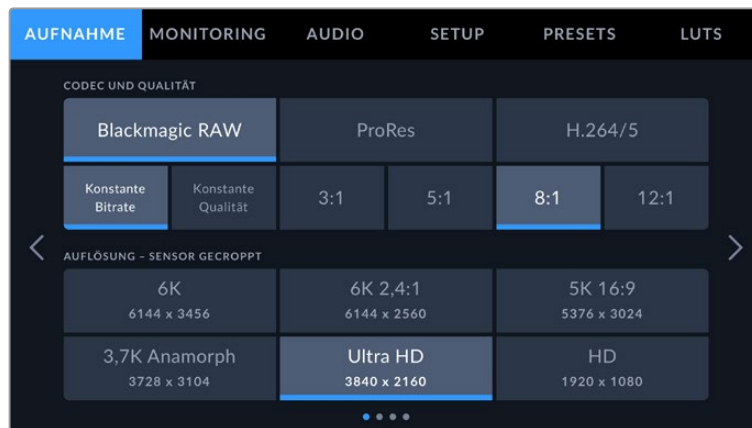 AUFNAHME MONITORING AUDIO SETUP PRESETS LUTS
CODEC UND QUALITÄT
Blackmagic RAW ProRes H.264/5
Konstante Bitrate Konstante Qualität 3:1 5:1 8:1 12:1
AUFLÖSUNG – SENSOR GECROPPT
6K 6K 2,4:1 5K 16:9
6144 x 3456 6144 x 2560 5376 x 3024
3,7K Anamorph Ultra HD HD
3728 x 3104 3840 x 2160 1920 x 1080